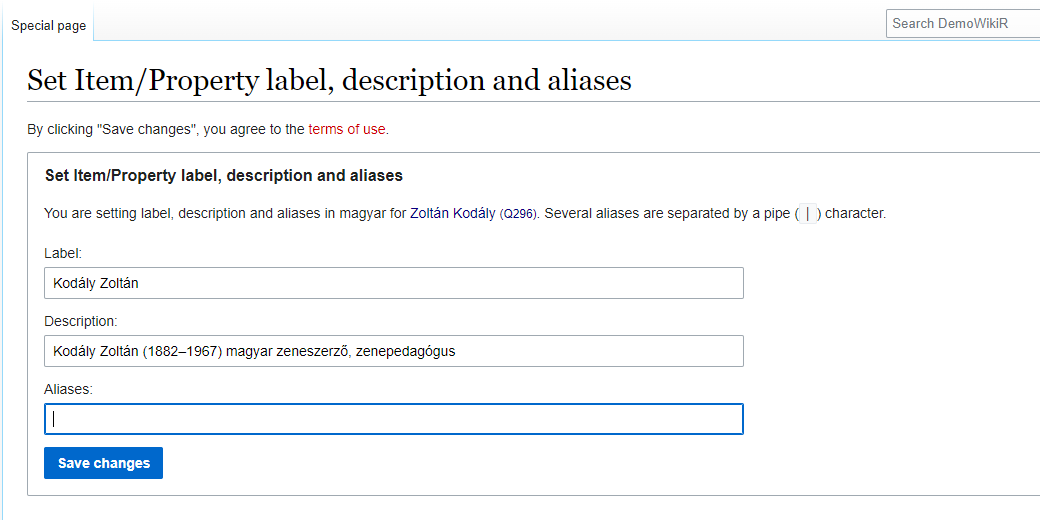 Special page
Search DemoWikiR
Set Item/Property label, description and aliases
By clicking "Save changes", you agree to the terms of use.
Set Item/Property label, description and aliases
You are setting label, description and aliases in magyar for Zoltán Kodály (Q296). Several aliases are separated by a pipe ( | ) character.
Label:
Kodály Zoltán
Description:
Kodály Zoltán (1882–1967) magyar zeneszerző, zenepedagógus
Aliases:
Save changes